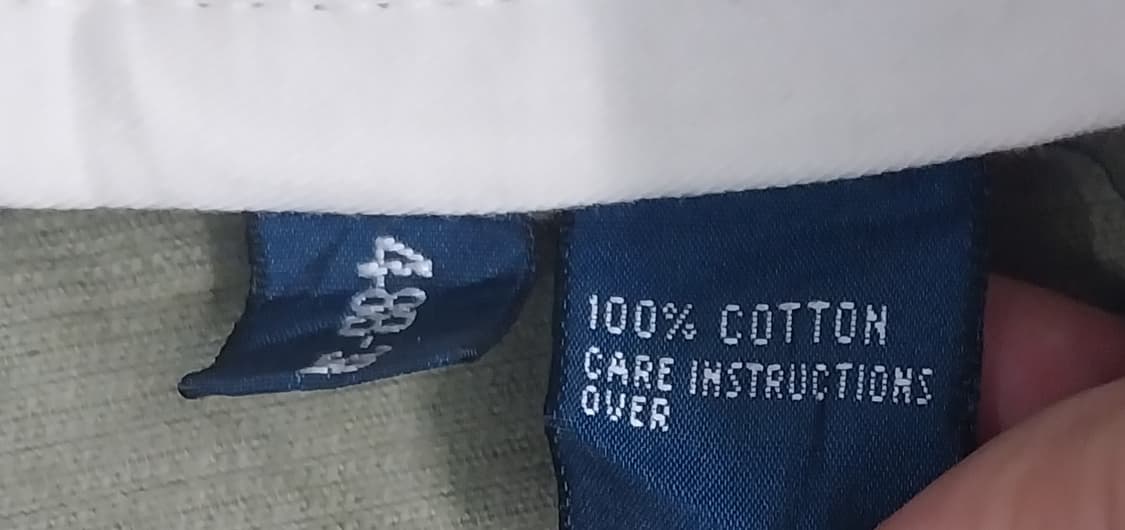 100% COTTON
CARE INSTRUCTIONS
OVER